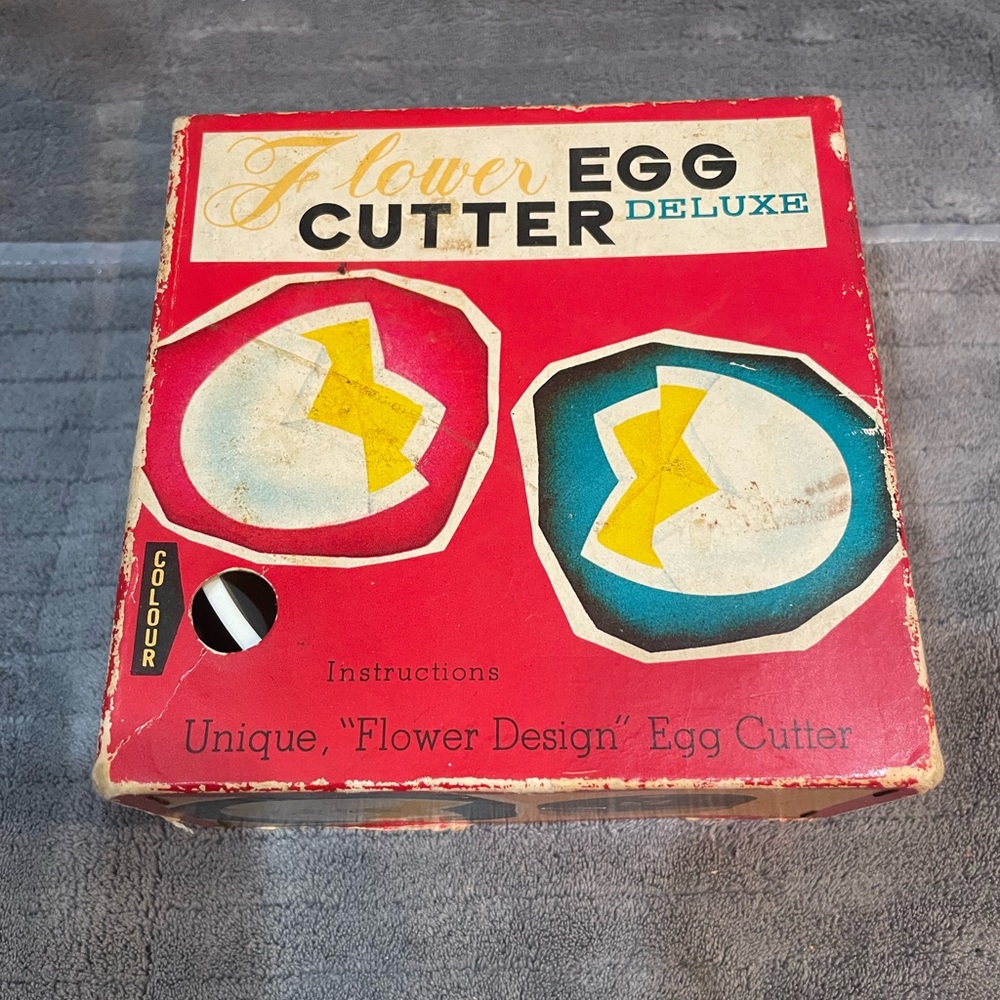 Flower EGG
CUTTER DELUXE
COLOUR
Instructions
Unique, "Flower Design" Egg Cutter